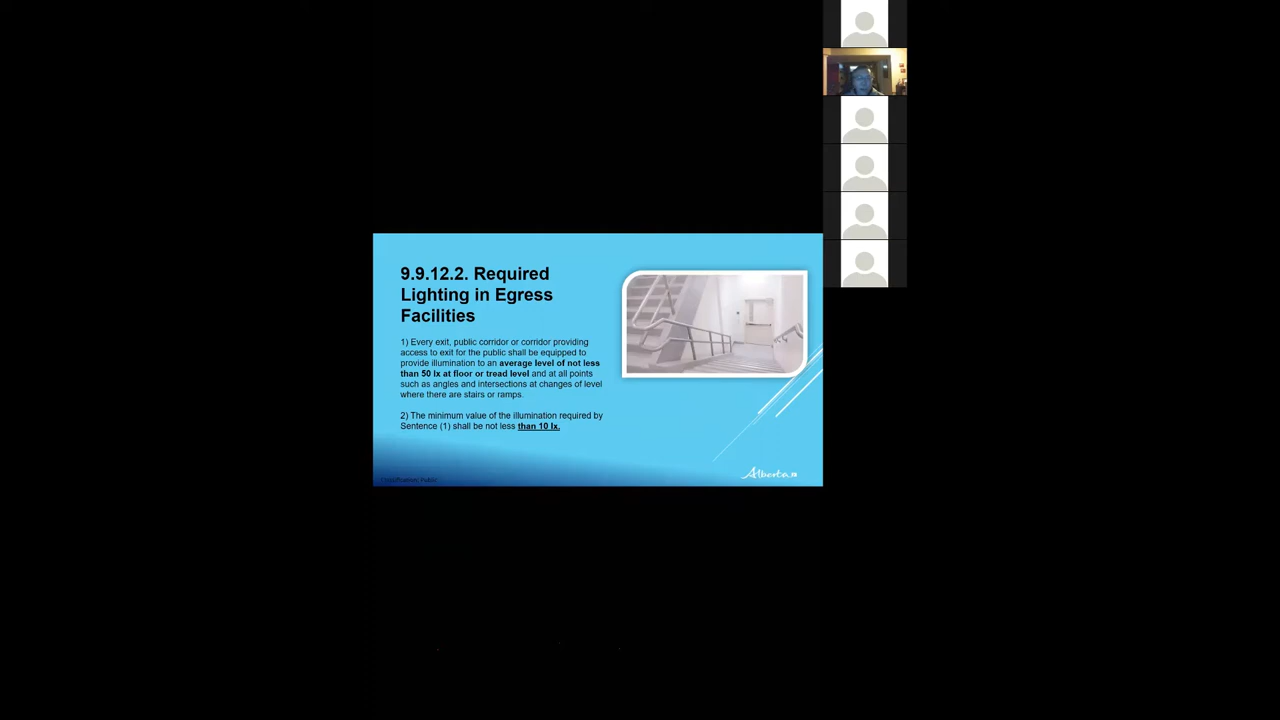 9.9.12.2. Required
Lighting in Egress
Facilities
1) Every exit, public corridor or corridor providing
access to exit for the public shall be equipped to
provide illumination to an average level of not less
than 50 lx at floor or tread level and at all points
such as angles and intersections at changes of level
where there are stairs or ramps.
2) The minimum value of the illumination required by
Sentence (1) shall be not less than 10 lx.
Classification: Public
Alberta